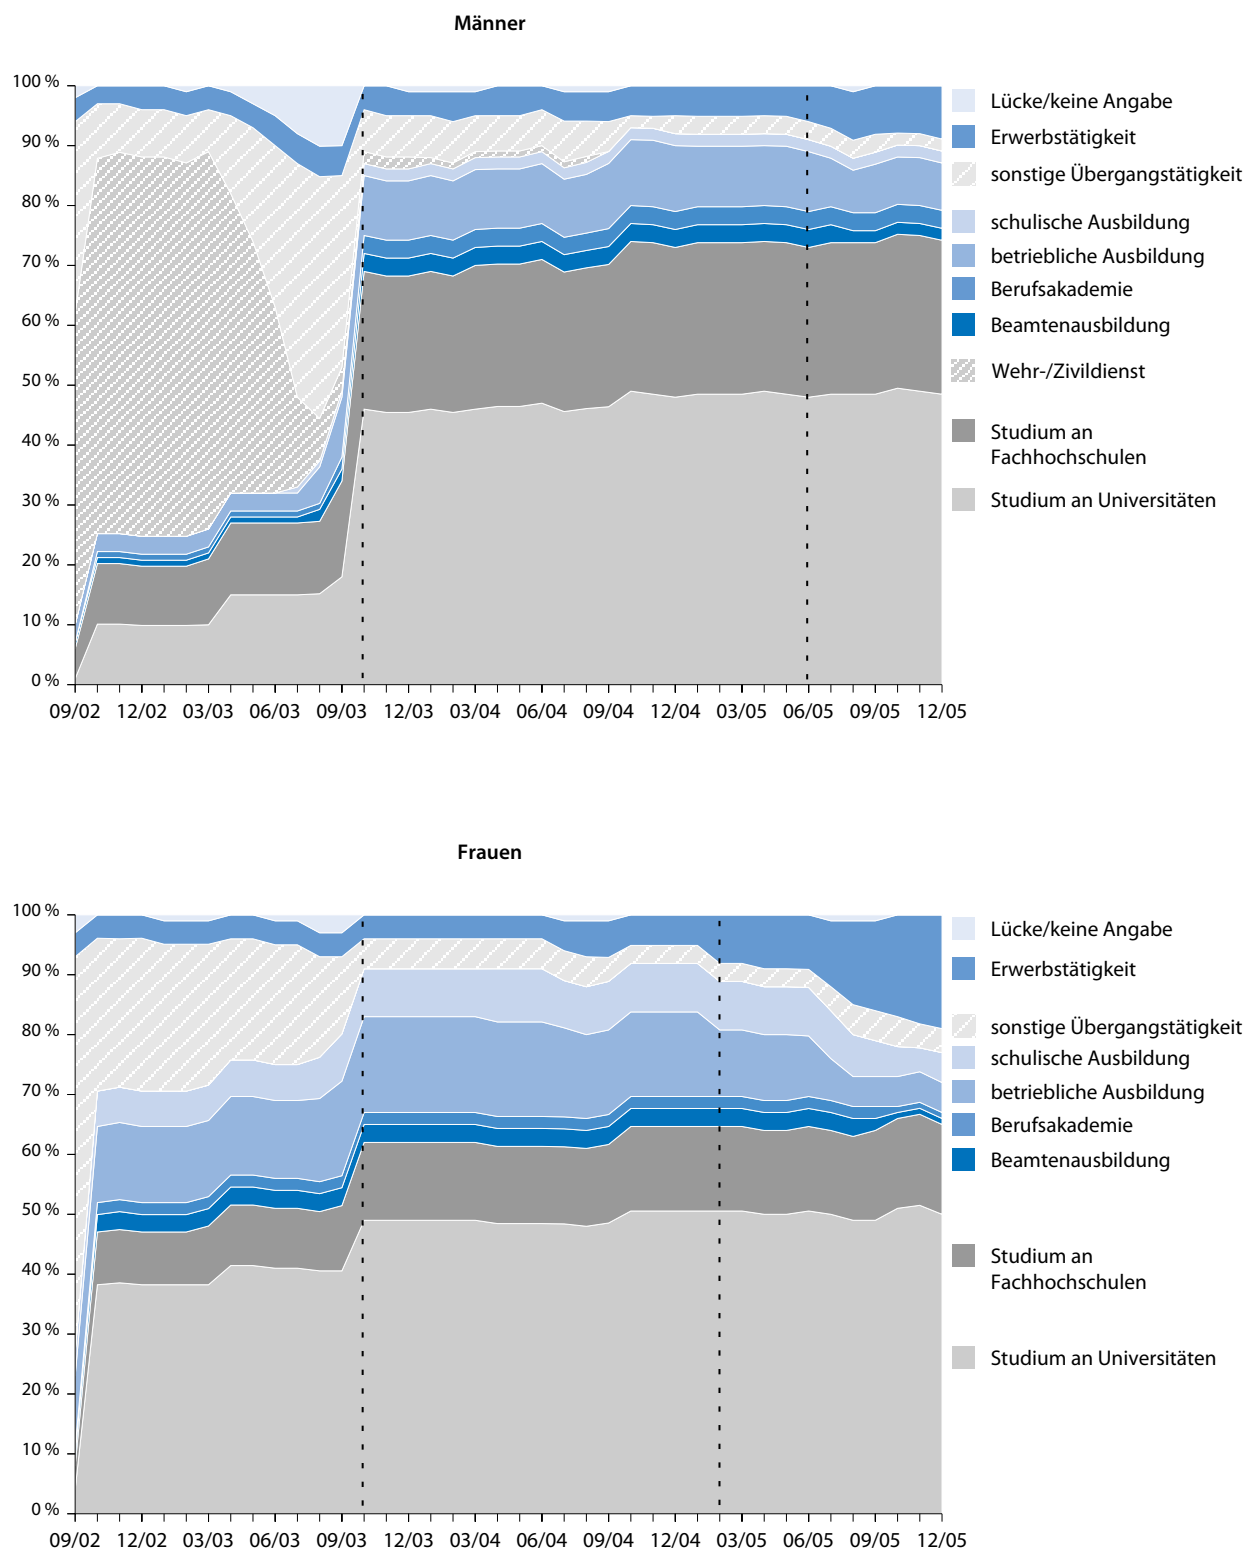 Männer
100 %
90 %
80 %
70 %
60 %
50 %
40 %
30 %
20 %
10 %
0 %
09/02 12/02 03/03 06/03 09/03 12/03 03/04 06/04 09/04 12/04 03/05 06/05 09/05 12/05
Lücke/keine Angabe
Erwerbstätigkeit
sonstige Übergangstätigkeit
schulische Ausbildung
betriebliche Ausbildung
Berufsakademie
Beamtenausbildung
Wehr-/Zivildienst
Studium an
Fachhochschulen
Studium an Universitäten
Frauen
100 %
90 %
80 %
70 %
60 %
50 %
40 %
30 %
20 %
10 %
0 %
09/02 12/02 03/03 06/03 09/03 12/03 03/04 06/04 09/04 12/04 03/05 06/05 09/05 12/05
Lücke/keine Angabe
Erwerbstätigkeit
sonstige Übergangstätigkeit
schulische Ausbildung
betriebliche Ausbildung
Berufsakademie
Beamtenausbildung
Studium an
Fachhochschulen
Studium an Universitäten